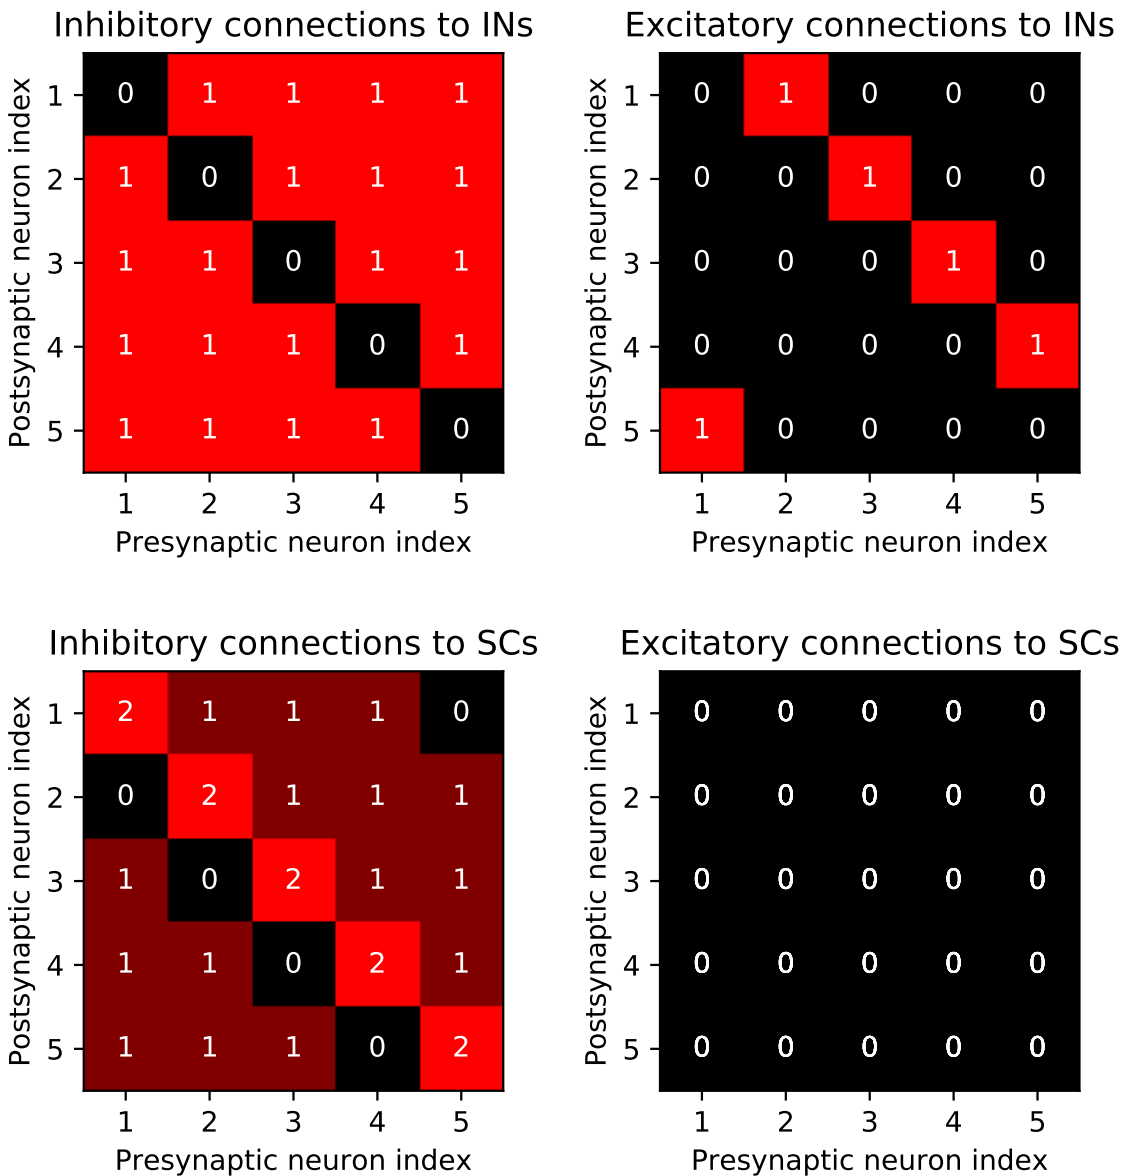 Inhibitory connections to INs
Postsynaptic neuron index
1 0 1 1 1 1
2 1 0 1 1 1
3 1 1 0 1 1
4 1 1 1 0 1
5 1 1 1 1 0
1 2 3 4 5
Presynaptic neuron index
Excitatory connections to INs
Postsynaptic neuron index
1 0 1 0 0 0
2 0 0 1 0 0
3 0 0 0 1 0
4 0 0 0 0 1
5 1 0 0 0 0
1 2 3 4 5
Presynaptic neuron index
Inhibitory connections to SCs
Postsynaptic neuron index
1 2 1 1 1 0
2 0 2 1 1 1
3 1 0 2 1 1
4 1 1 0 2 1
5 1 1 1 0 2
1 2 3 4 5
Presynaptic neuron index
Excitatory connections to SCs
Postsynaptic neuron index
1 0 0 0 0 0
2 0 0 0 0 0
3 0 0 0 0 0
4 0 0 0 0 0
5 0 0 0 0 0
1 2 3 4 5
Presynaptic neuron index